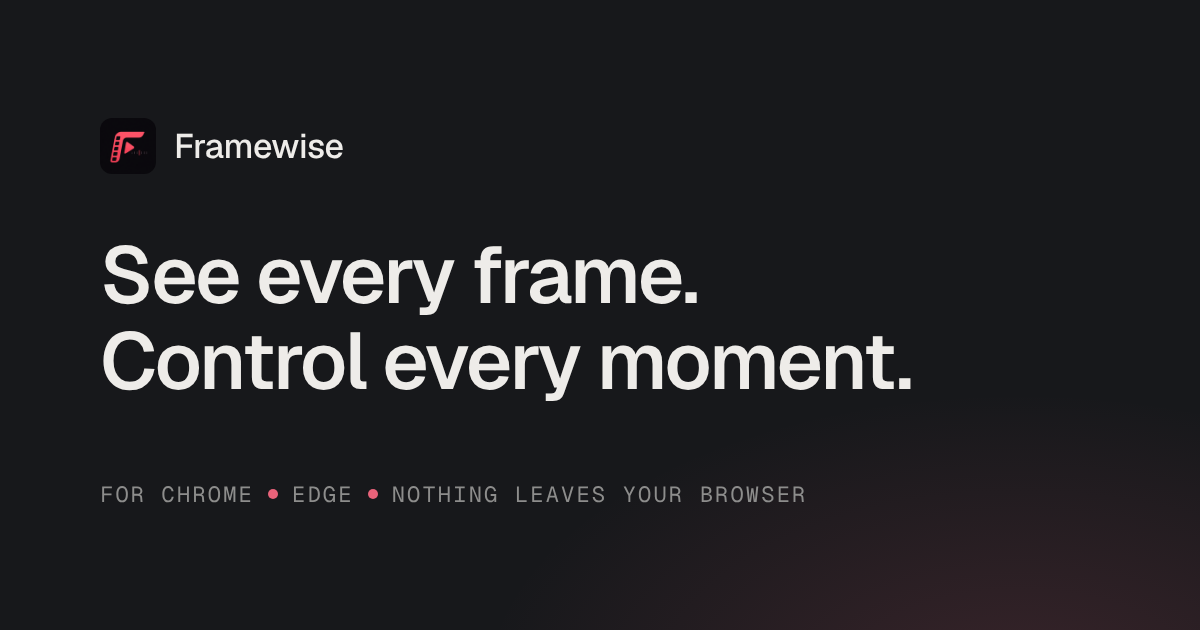 Framewise
See every frame.
Control every moment.
FOR CHROME • EDGE • NOTHING LEAVES YOUR BROWSER